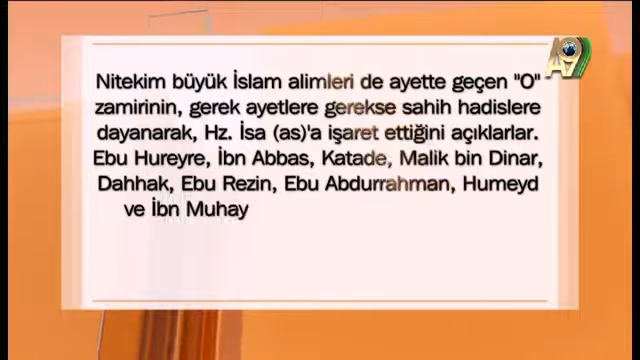 A9
Nitekim büyük İslam alimleri de ayette geçen "O"
zamirinin, gerek ayetlere gerekse sahih hadislere
dayanarak, Hz. İsa (as)'a işaret ettiğini açıklarlar.
Ebu Hureyre, İbn Abbas, Katade, Malik bin Dinar,
Dahhak, Ebu Rezin, Ebu Abdurrahman, Humeyd
ve İbn Muhay